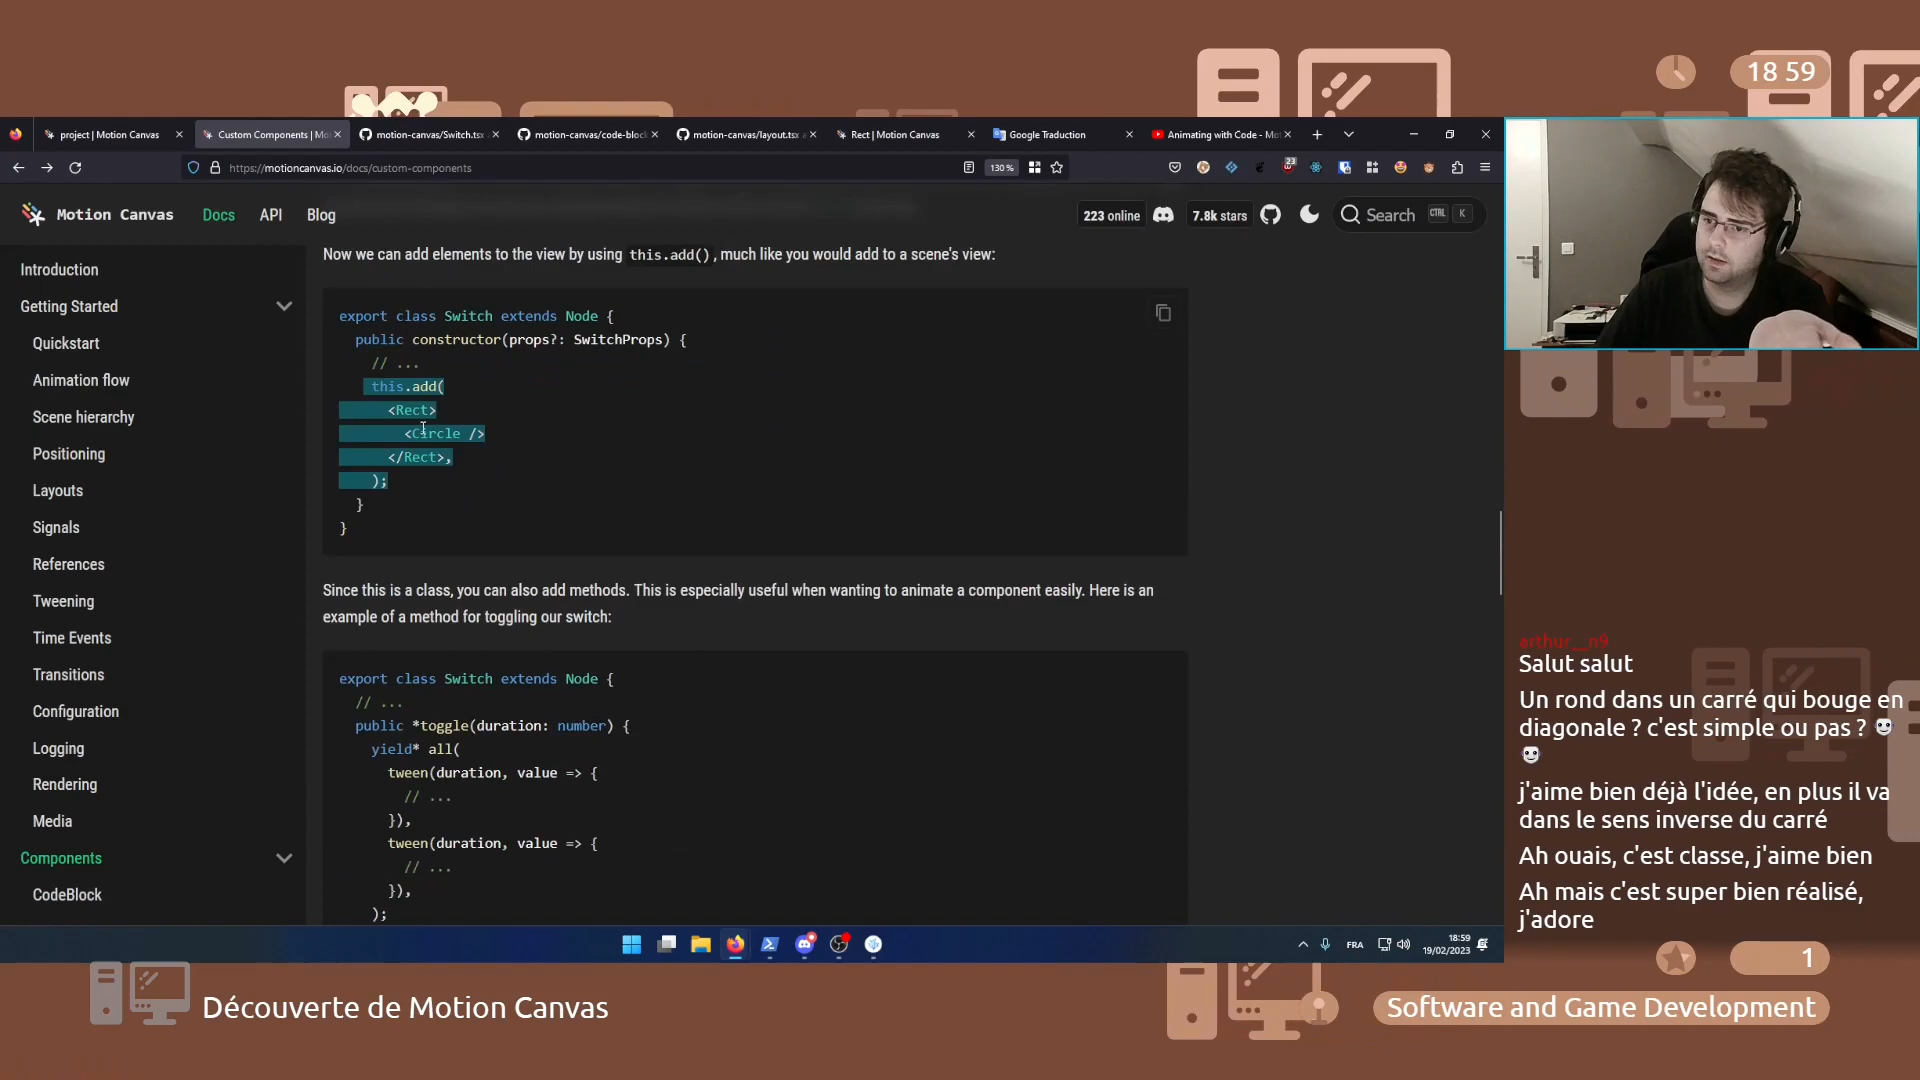 18 59
project | Motion Canvas
Custom Components | Mo
motion-canvas/Switch.tsx
motion-canvas/code-bloc
motion-canvas/layout.tsx a
Rect | Motion Canvas
Google Traduction
Animating with Code - Mo
https://motioncanvas.io/docs/custom-components
130 %
23
Motion Canvas
Docs
API
Blog
223 online
7.8k stars
Search
CTRL
K
Introduction
Getting Started
Quickstart
Animation flow
Scene hierarchy
Positioning
Layouts
Signals
References
Tweening
Time Events
Transitions
Configuration
Logging
Rendering
Media
Components
CodeBlock
Now we can add elements to the view by using this.add(), much like you would add to a scene's view:
export class Switch extends Node {
public constructor(props?: SwitchProps) {
// ...
this.add(
<Rect>
<Circle />
</Rect>,
);
}
}
Since this is a class, you can also add methods. This is especially useful when wanting to animate a component easily. Here is an
example of a method for toggling our switch:
export class Switch extends Node {
// ...
public *toggle(duration: number) {
yield* all(
tween(duration, value => {
// ...
}),
tween(duration, value => {
// ...
}),
);
arthur__n9
Salut salut
Un rond dans un carré qui bouge en
diagonale ? c'est simple ou pas ?
j'aime bien déjà l'idée, en plus il va
dans le sens inverse du carré
Ah ouais, c'est classe, j'aime bien
Ah mais c'est super bien réalisé,
j'adore
FRA
18:59
19/02/2023
1
Découverte de Motion Canvas
Software and Game Development